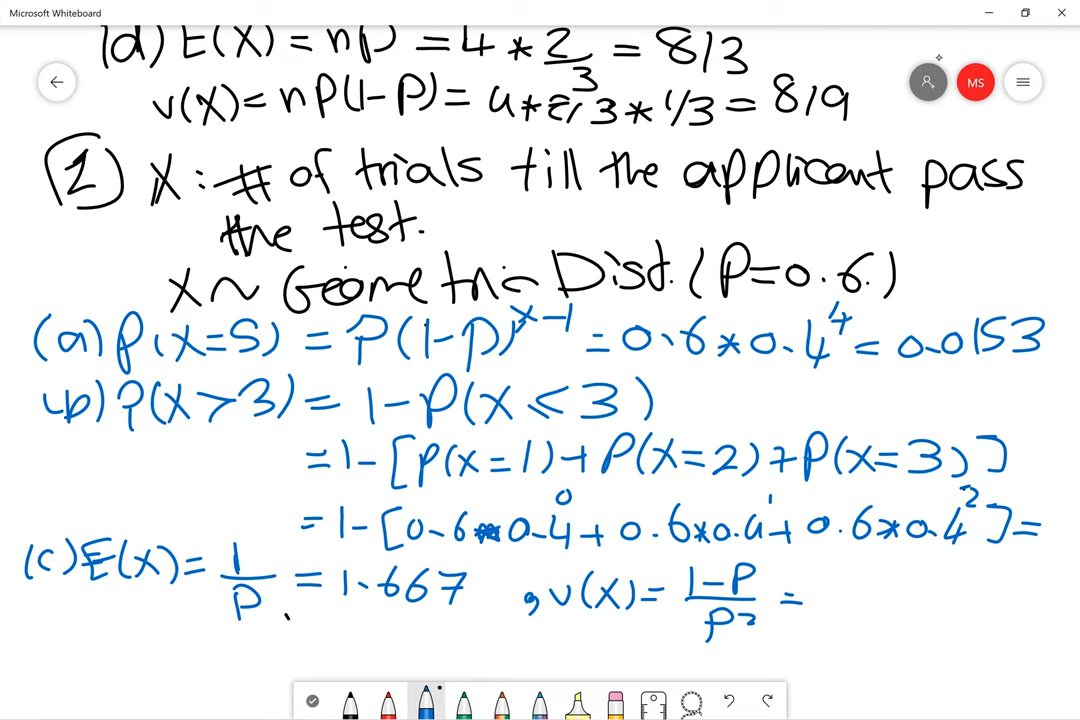 Microsoft Whiteboard
(d) E(X) = np = 4 * 2/3 = 8/3
MS
v(X) = np(1-P) = 4 * 2/3 * 1/3 = 8/9
2) X : # of trials till the applicant pass
the test.
X ~ Geometric Dist. (P=0.6)
(a) P(X=5) = P(1-P)^x-1 = 0.6 * 0.4^4 = 0.0153
(b) P(X>3) = 1-P(X≤3)
=1-[P(X=1)+P(X=2)+P(X=3)]
=1-[0.6*0.4^0+0.6*0.4^1+0.6*0.4^2]=
(c) E(X) = 1/P = 1.667 , v(X) = 1-P/P^2 =